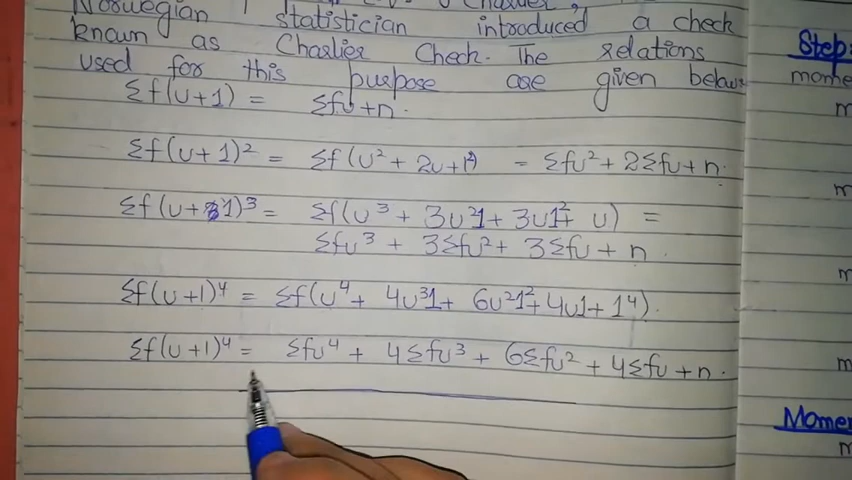 Norwegian statistician introduced a check
known as Charlier Check. The relations
used for this purpose are given below
Σf(u+1) = Σfu+n.
Σf(u+1)² = Σf(u²+2u+1²) = Σfu²+2Σfu+n.
Σf(u+1)³ = Σf(u³+3u²1+3u1²+u) =
Σfu³+3Σfu²+3Σfu+n.
Σf(u+1)⁴ = Σf(u⁴+4u³1+6u²1²+4u1+1⁴).
Σf(u+1)⁴ = Σfu⁴+4Σfu³+6Σfu²+4Σfu+n.
Step
mome
m
m
m
m
Momen
m